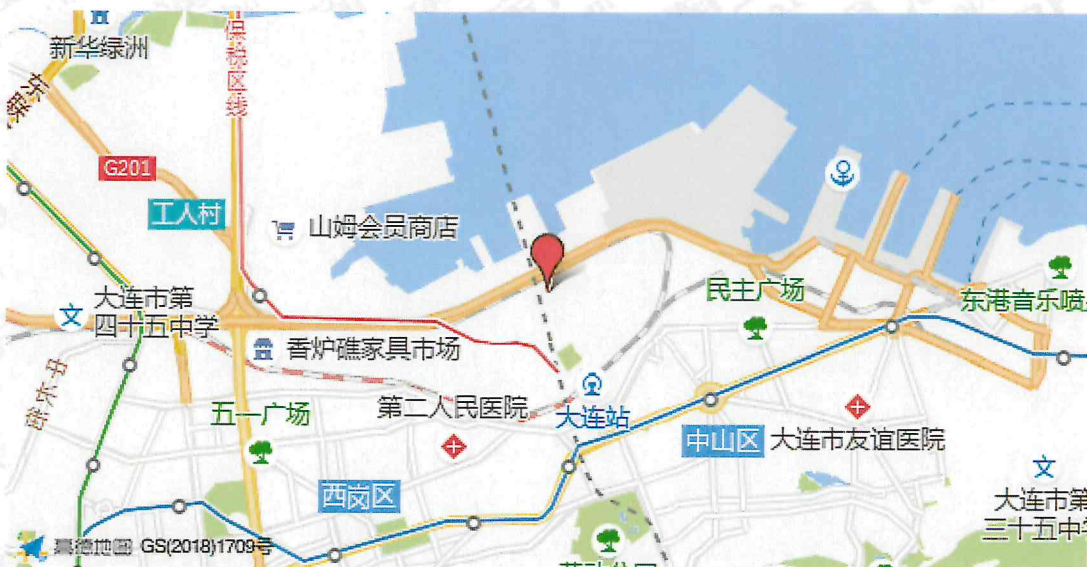 新华绿洲
保税区线
东联
G201
工人村
山姆会员商店
大连市第
四十五中学
民主广场
东港音乐喷
香炉礁家具市场
五一广场
第二人民医院
大连站
中山区
大连市友谊医院
西岗区
大连市第
三十五中学
高德地图 GS(2018)1709号